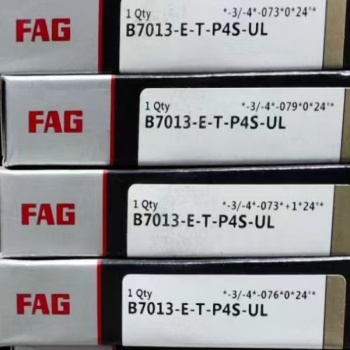 FAG
1 Qty *-3/-4*-073*0*24°*
B7013-E-T-P4S-UL
FAG
1 Qty *-3/-4*-079*0*24°*
B7013-E-T-P4S-UL
FAG
1 Qty *-3/-4*-073*+1*24°*
B7013-E-T-P4S-UL
FAG
1 Qty *-3/-4*-076*0*24°*
B7013-E-T-P4S-UL